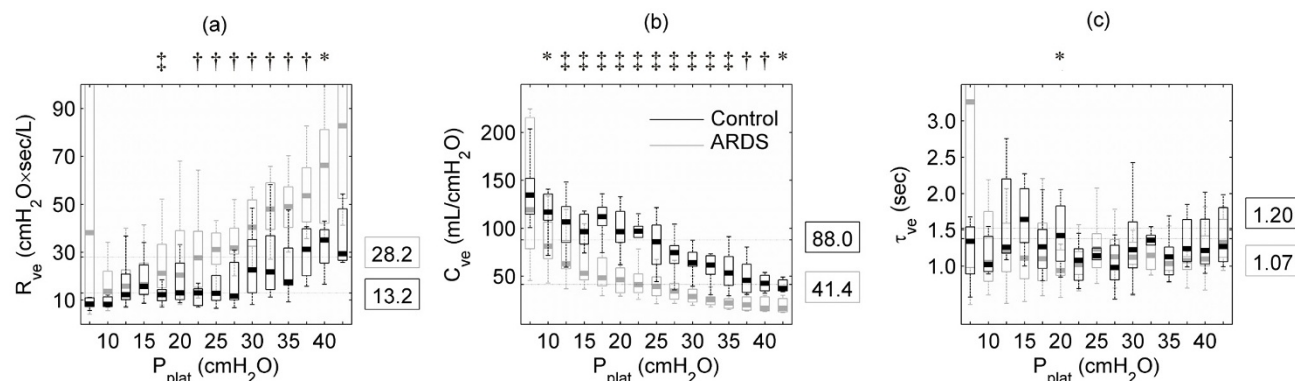 (a)
‡ † † † † † † † *
90
70
50
30
10
R_ve (cmH₂O×sec/L)
10 15 20 25 30 35 40
P_plat (cmH₂O)
28.2
13.2
(b)
* ‡ ‡ ‡ ‡ ‡ ‡ ‡ ‡ ‡ ‡ † † *
Control
ARDS
200
150
100
50
C_ve (mL/cmH₂O)
10 15 20 25 30 35 40
P_plat (cmH₂O)
88.0
41.4
(c)
*
3.0
2.5
2.0
1.5
1.0
τ_ve (sec)
10 15 20 25 30 35 40
P_plat (cmH₂O)
1.20
1.07